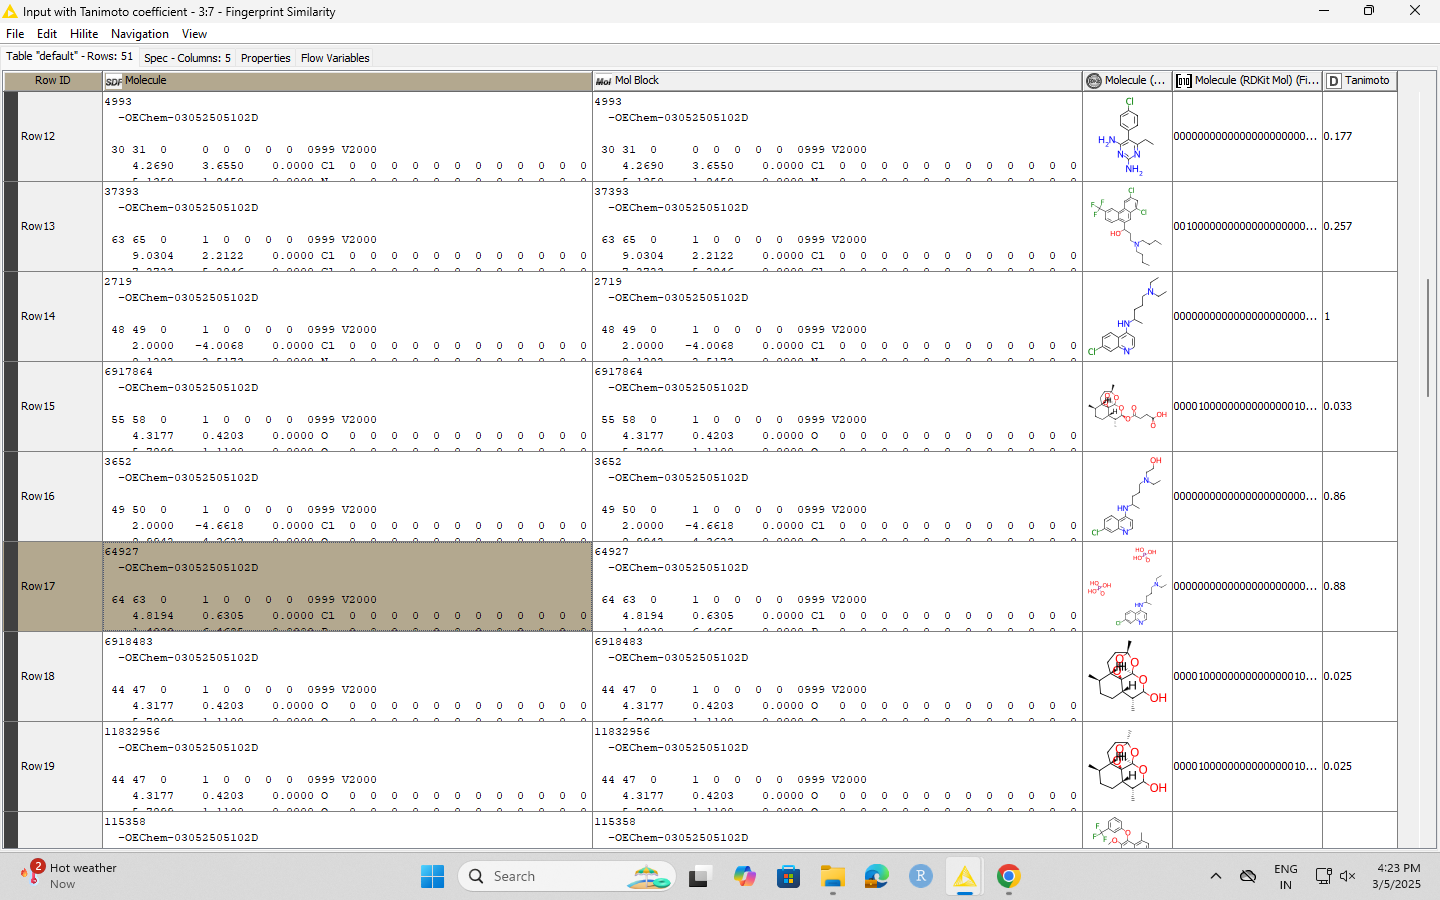 Input with Tanimoto coefficient - 3:7 - Fingerprint Similarity
File Edit Hilite Navigation View
Table "default" - Rows: 51 Spec - Columns: 5 Properties Flow Variables
Row ID SDF Molecule Mol Mol Block Molecule (... Molecule (RDKit Mol) (Fi... D Tanimoto
Row12
4993
-OEChem-03052505102D
30 31 0 0 0 0 0 0 0999 V2000
4.2690 3.6550 0.0000 Cl 0 0 0 0 0 0 0 0 0 0 0 0
4993
-OEChem-03052505102D
30 31 0 0 0 0 0 0 0999 V2000
4.2690 3.6550 0.0000 Cl 0 0 0 0 0 0 0 0 0 0 0 0
Cl
H₂N
N N
NH₂
0.177
Row13
37393
-OEChem-03052505102D
63 65 0 1 0 0 0 0 0999 V2000
9.0304 2.2122 0.0000 Cl 0 0 0 0 0 0 0 0 0 0 0 0
37393
-OEChem-03052505102D
63 65 0 1 0 0 0 0 0999 V2000
9.0304 2.2122 0.0000 Cl 0 0 0 0 0 0 0 0 0 0 0 0
Cl
F F
F
Cl
HO
N
0.257
Row14
2719
-OEChem-03052505102D
48 49 0 1 0 0 0 0 0999 V2000
2.0000 -4.0068 0.0000 Cl 0 0 0 0 0 0 0 0 0 0 0 0
2719
-OEChem-03052505102D
48 49 0 1 0 0 0 0 0999 V2000
2.0000 -4.0068 0.0000 Cl 0 0 0 0 0 0 0 0 0 0 0 0
N
HN
Cl N
1
Row15
6917864
-OEChem-03052505102D
55 58 0 1 0 0 0 0 0999 V2000
4.3177 0.4203 0.0000 O 0 0 0 0 0 0 0 0 0 0 0 0
6917864
-OEChem-03052505102D
55 58 0 1 0 0 0 0 0999 V2000
4.3177 0.4203 0.0000 O 0 0 0 0 0 0 0 0 0 0 0 0
OH
0.033
Row16
3652
-OEChem-03052505102D
49 50 0 1 0 0 0 0 0999 V2000
2.0000 -4.6618 0.0000 Cl 0 0 0 0 0 0 0 0 0 0 0 0
3652
-OEChem-03052505102D
49 50 0 1 0 0 0 0 0999 V2000
2.0000 -4.6618 0.0000 Cl 0 0 0 0 0 0 0 0 0 0 0 0
OH
N
HN
Cl N
0.86
Row17
64927
-OEChem-03052505102D
64 63 0 1 0 0 0 0 0999 V2000
4.8194 0.6305 0.0000 Cl 0 0 0 0 0 0 0 0 0 0 0 0
64927
-OEChem-03052505102D
64 63 0 1 0 0 0 0 0999 V2000
4.8194 0.6305 0.0000 Cl 0 0 0 0 0 0 0 0 0 0 0 0
0.88
Row18
6918483
-OEChem-03052505102D
44 47 0 1 0 0 0 0 0999 V2000
4.3177 0.4203 0.0000 O 0 0 0 0 0 0 0 0 0 0 0 0
6918483
-OEChem-03052505102D
44 47 0 1 0 0 0 0 0999 V2000
4.3177 0.4203 0.0000 O 0 0 0 0 0 0 0 0 0 0 0 0
O O
O
H
OH
0.025
Row19
11832956
-OEChem-03052505102D
44 47 0 1 0 0 0 0 0999 V2000
4.3177 0.4203 0.0000 O 0 0 0 0 0 0 0 0 0 0 0 0
11832956
-OEChem-03052505102D
44 47 0 1 0 0 0 0 0999 V2000
4.3177 0.4203 0.0000 O 0 0 0 0 0 0 0 0 0 0 0 0
O O
O
H
OH
0.025
115358
-OEChem-03052505102D
115358
-OEChem-03052505102D
2
Hot weather
Now
Search
R
ENG
IN
4:23 PM
3/5/2025